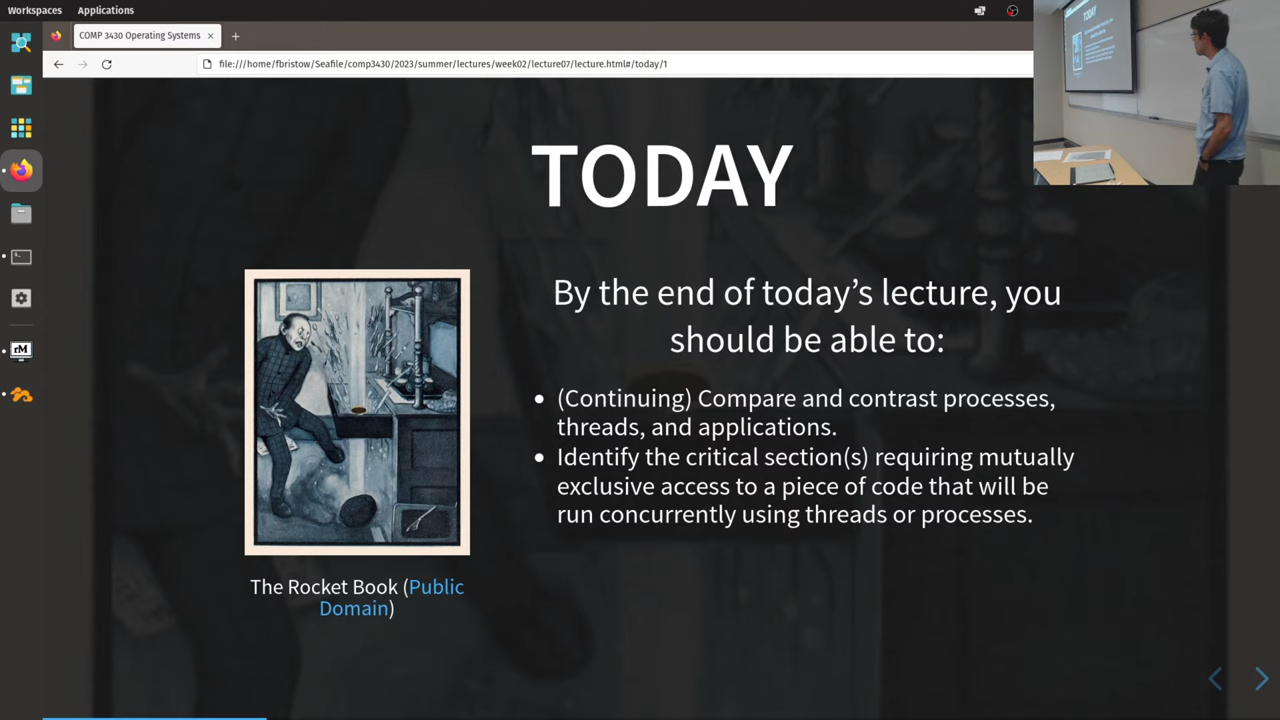 Workspaces Applications
COMP 3430 Operating Systems
file:///home/fbristow/Seafile/comp3430/2023/summer/lectures/week02/lecture07/lecture.html#/today/1
TODAY
By the end of today's lecture, you
should be able to:
(Continuing) Compare and contrast processes,
threads, and applications.
Identify the critical section(s) requiring mutually
exclusive access to a piece of code that will be
run concurrently using threads or processes.
The Rocket Book (Public
Domain)
TODAY